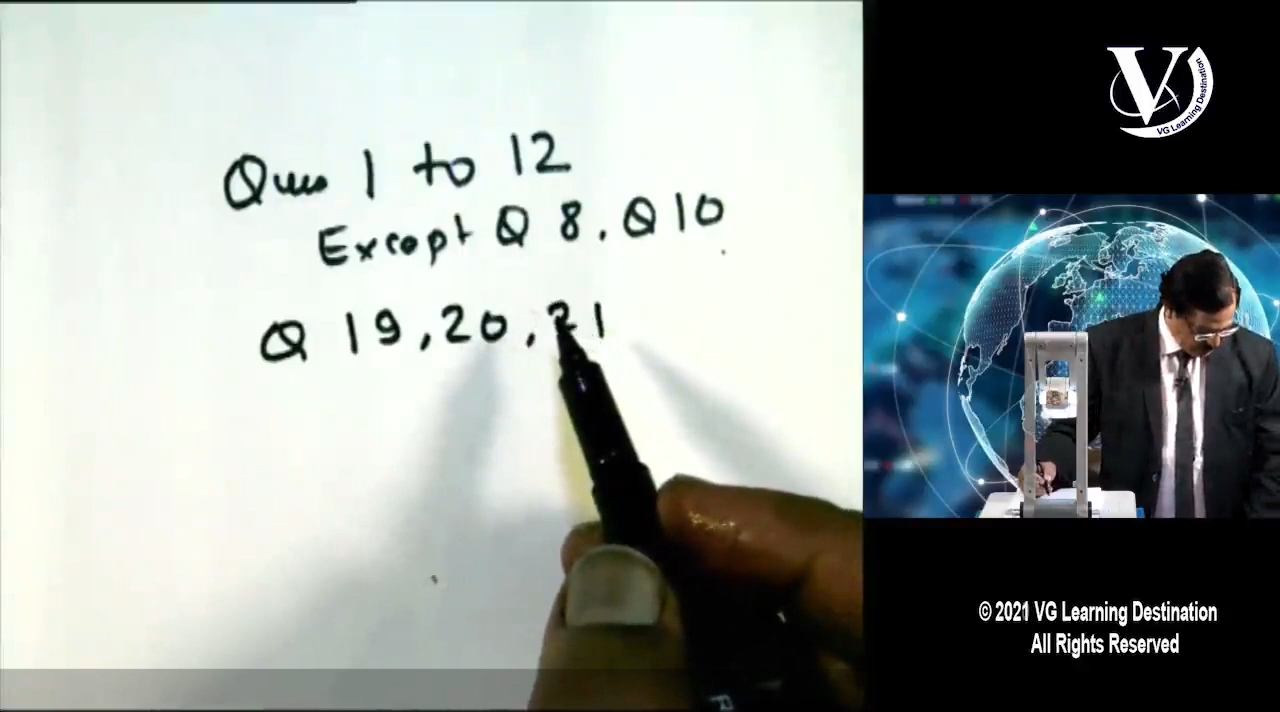 Ques 1 to 12
Except Q 8, Q 10
Q 19, 20, 21
V
VG Learning Destination
© 2021 VG Learning Destination
All Rights Reserved